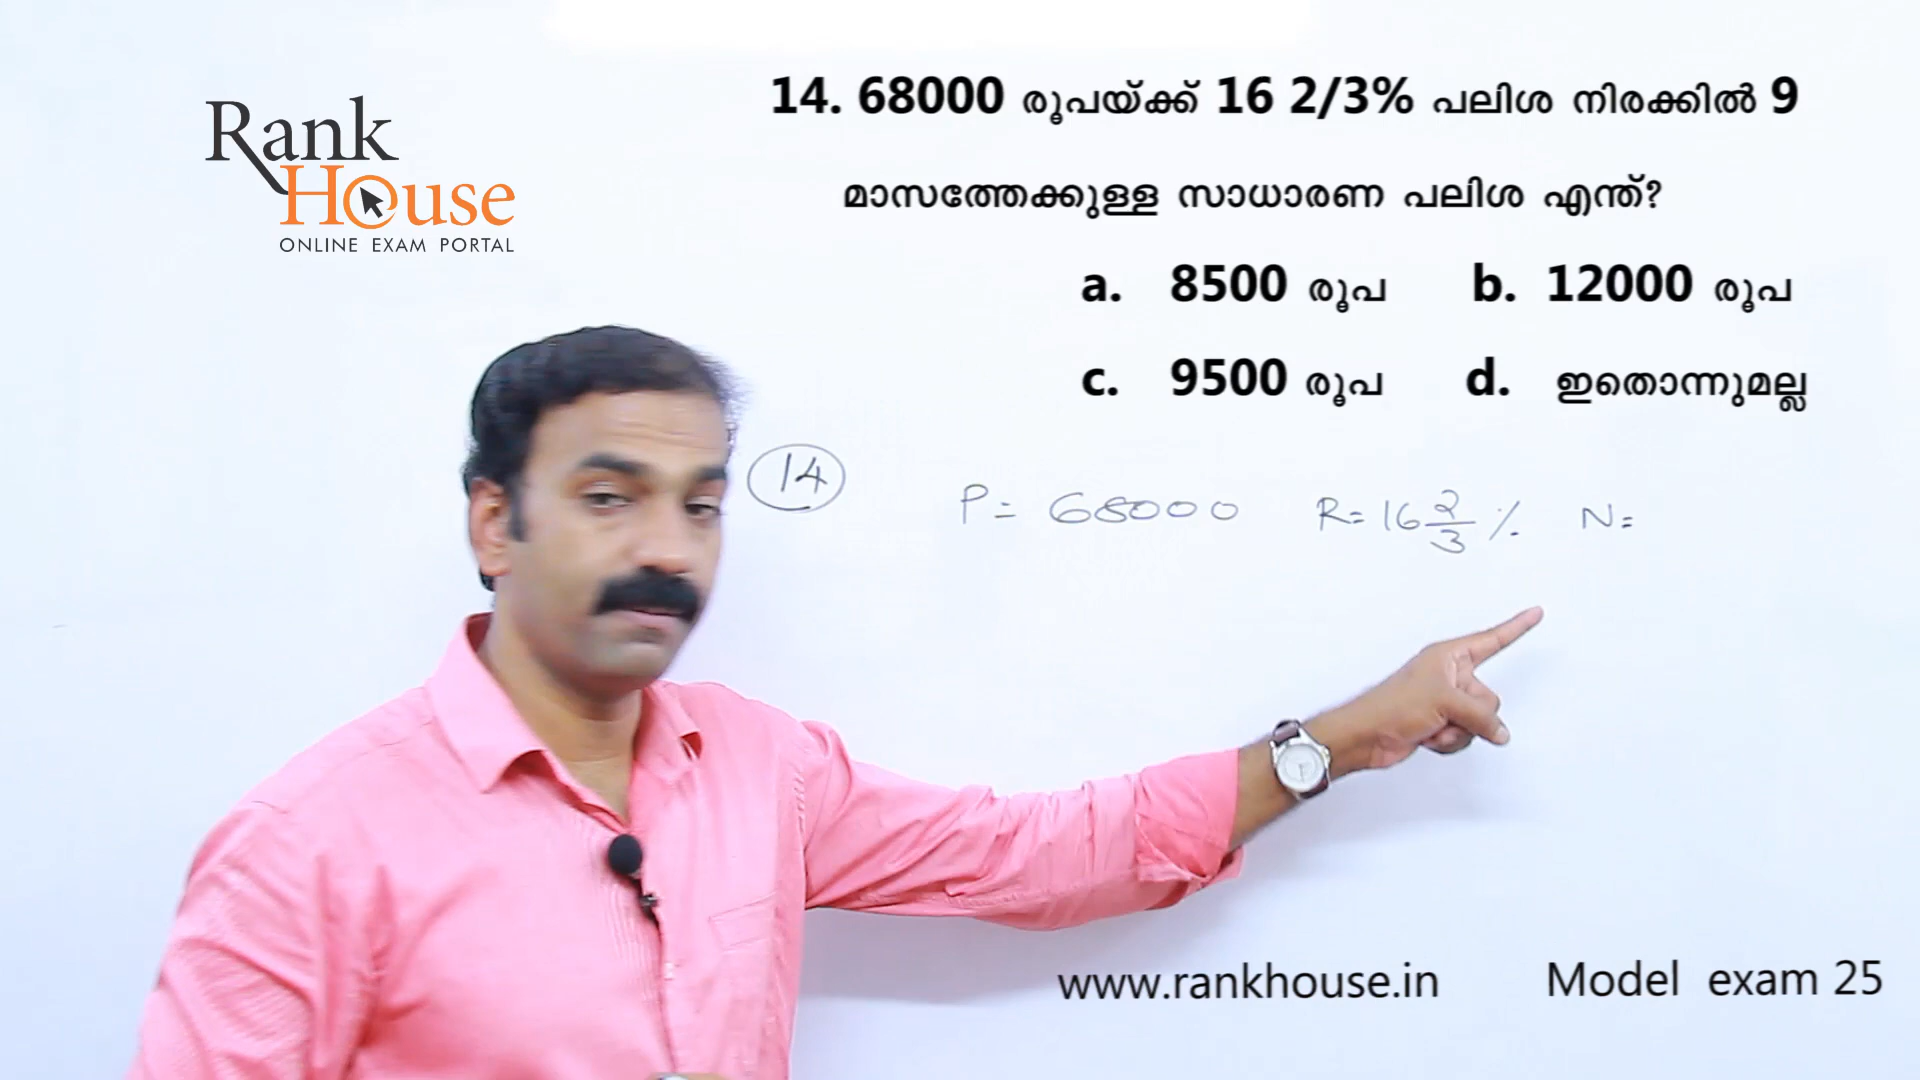 Rank
House
ONLINE EXAM PORTAL
14. 68000 രൂപയ്ക്ക് 16 2/3% പലിശ നിരക്കിൽ 9
മാസത്തേക്കുള്ള സാധാരണ പലിശ എന്ത്?
a. 8500 രൂപ b. 12000 രൂപ
c. 9500 രൂപ d. ഇതൊന്നുമല്ല
14
P= 68000 R=16 2/3 % N=
www.rankhouse.in Model exam 25